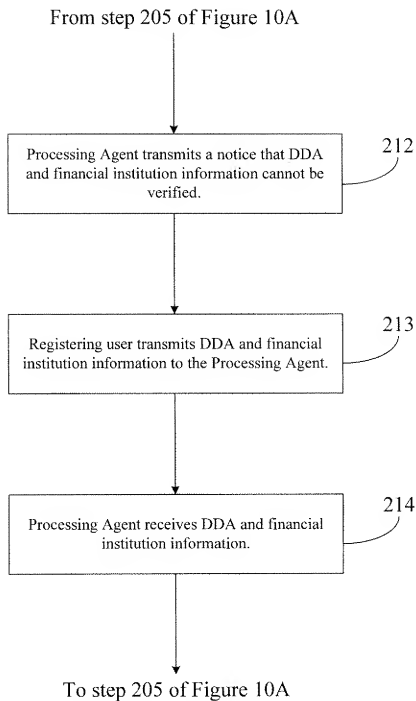 From step 205 of Figure 10A
212
Processing Agent transmits a notice that DDA
and financial institution information cannot be
verified.
213
Registering user transmits DDA and financial
institution information to the Processing Agent.
214
Processing Agent receives DDA and financial
institution information.
To step 205 of Figure 10A